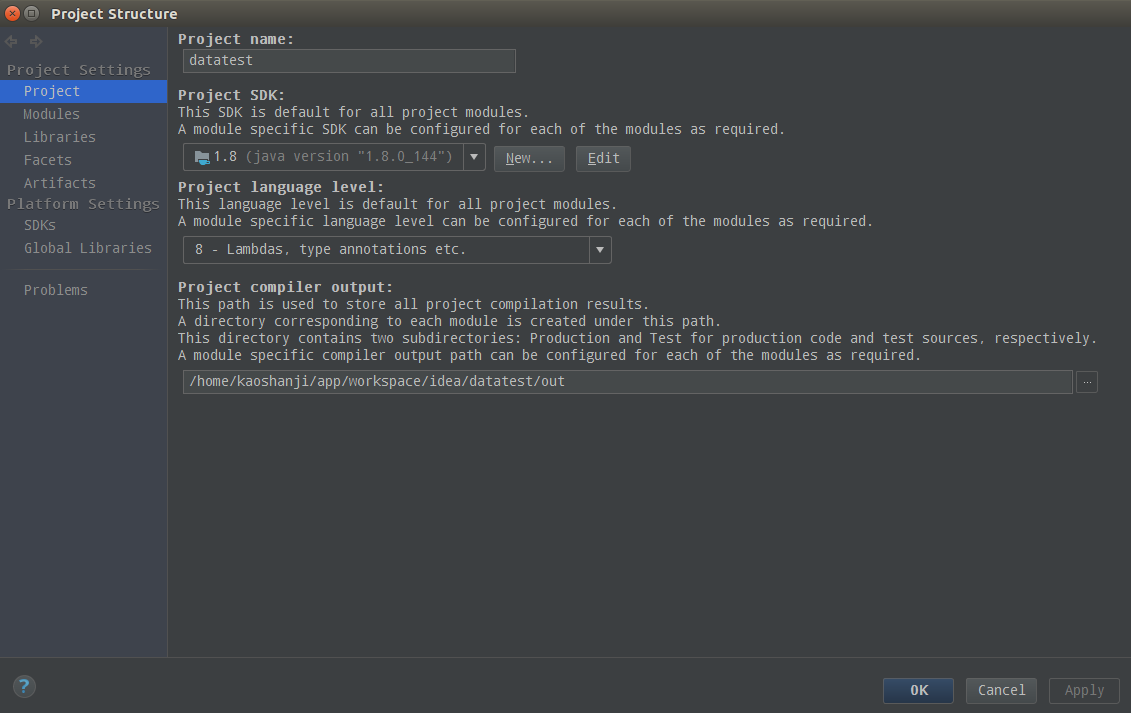 Project Structure
Project Settings
Project
Modules
Libraries
Facets
Artifacts
Platform Settings
SDKs
Global Libraries
Problems
Project name:
datatest
Project SDK:
This SDK is default for all project modules.
A module specific SDK can be configured for each of the modules as required.
1.8 (java version "1.8.0_144") New... Edit
Project language level:
This language level is default for all project modules.
A module specific language level can be configured for each of the modules as required.
8 - Lambdas, type annotations etc.
Project compiler output:
This path is used to store all project compilation results.
A directory corresponding to each module is created under this path.
This directory contains two subdirectories: Production and Test for production code and test sources, respectively.
A module specific compiler output path can be configured for each of the modules as required.
/home/kaoshanji/app/workspace/idea/datatest/out ...
? OK Cancel Apply